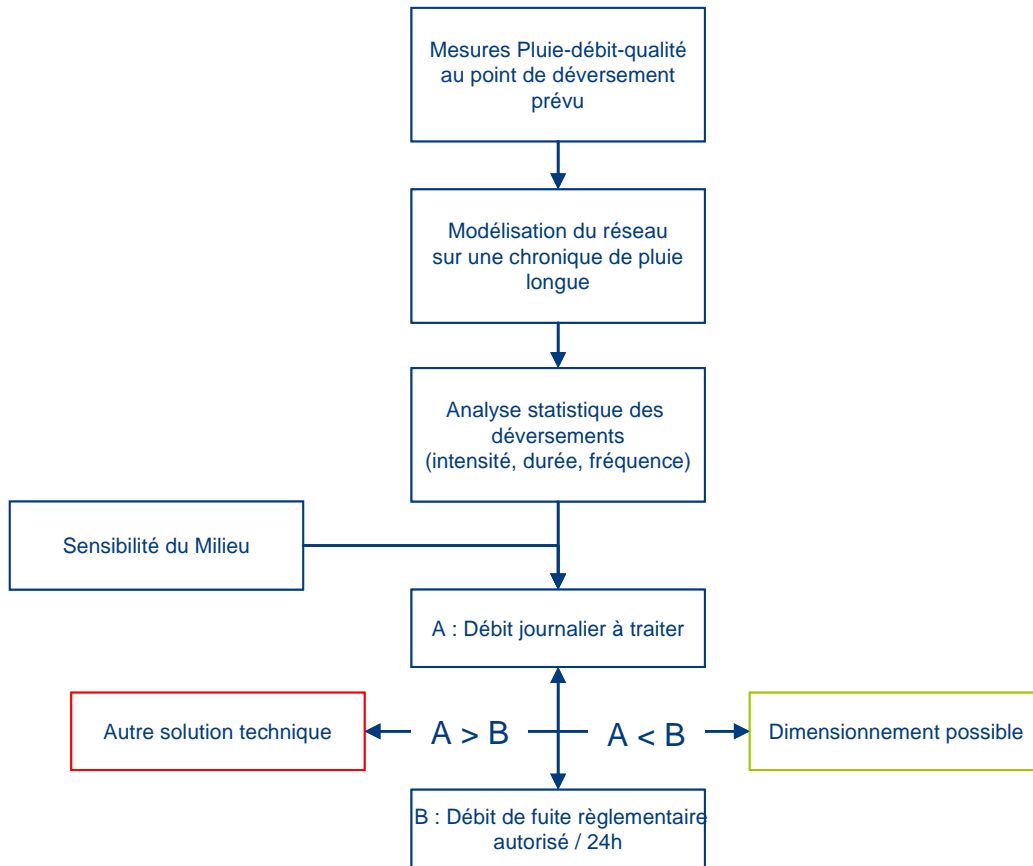 Mesures Pluie-débit-qualité
au point de déversement
prévu
Modélisation du réseau
sur une chronique de pluie
longue
Analyse statistique des
déversements
(intensité, durée, fréquence)
Sensibilité du Milieu
A : Débit journalier à traiter
Autre solution technique
A > B
A < B
Dimensionnement possible
B : Débit de fuite règlementaire
autorisé / 24h